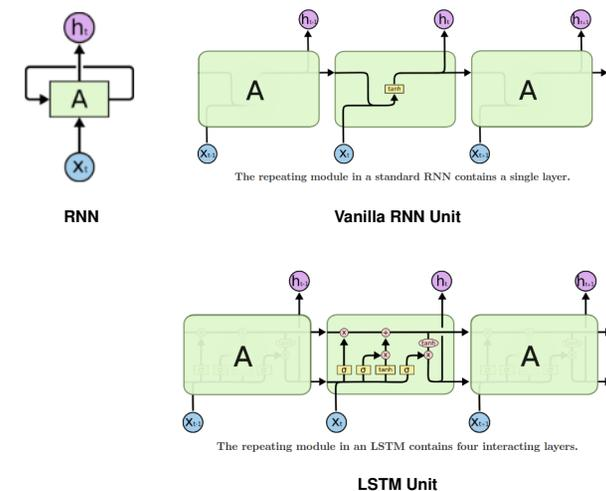 hₜ
A
Xₜ
RNN
hₜ₋₁ hₜ hₜ₊₁
A tanh A
Xₜ₋₁ Xₜ Xₜ₊₁
The repeating module in a standard RNN contains a single layer.
Vanilla RNN Unit
hₜ₋₁ hₜ hₜ₊₁
x + tanh
A x x A
σ σ tanh σ
Xₜ₋₁ Xₜ Xₜ₊₁
The repeating module in an LSTM contains four interacting layers.
LSTM Unit